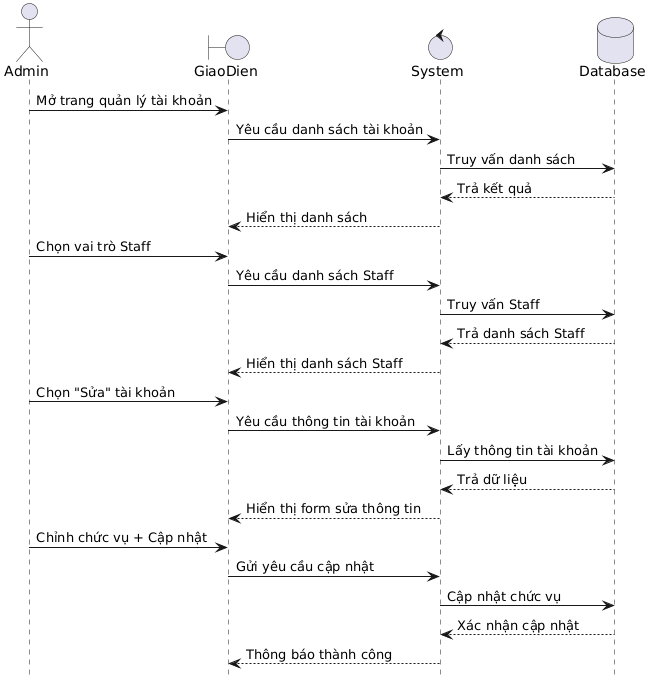 Admin
GiaoDien
System
Database
Mở trang quản lý tài khoản
Yêu cầu danh sách tài khoản
Truy vấn danh sách
Trả kết quả
Hiển thị danh sách
Chọn vai trò Staff
Yêu cầu danh sách Staff
Truy vấn Staff
Trả danh sách Staff
Hiển thị danh sách Staff
Chọn "Sửa" tài khoản
Yêu cầu thông tin tài khoản
Lấy thông tin tài khoản
Trả dữ liệu
Hiển thị form sửa thông tin
Chỉnh chức vụ + Cập nhật
Gửi yêu cầu cập nhật
Cập nhật chức vụ
Xác nhận cập nhật
Thông báo thành công